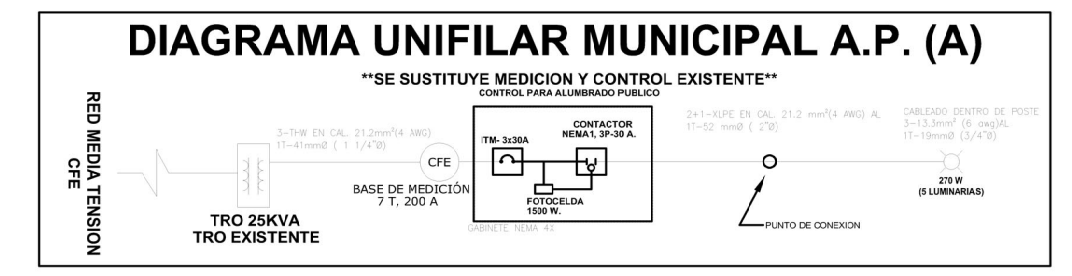 DIAGRAMA UNIFILAR MUNICIPAL A.P. (A)
**SE SUSTITUYE MEDICION Y CONTROL EXISTENTE**
CONTROL PARA ALUMBRADO PUBLICO
RED MEDIA TENSION
CFE
3-THW EN CAL. 21.2mm²(4 AWG)
1T-41mmØ ( 1 1/4"Ø)
TRO 25KVA
TRO EXISTENTE
CFE
BASE DE MEDICIÓN
7 T, 200 A
TM- 3x30A
CONTACTOR
NEMA1, 3P-30 A.
FOTOCELDA
1500 W.
GABINETE NEMA 4X
2+1-XLPE EN CAL. 21.2 mm²(4 AWG) AL
1T-52 mmØ ( 2"Ø)
PUNTO DE CONEXION
CABLEADO DENTRO DE POSTE
3-13.3mm² (6 awg)AL
1T-19mmØ (3/4"Ø)
270 W
(5 LUMINARIAS)